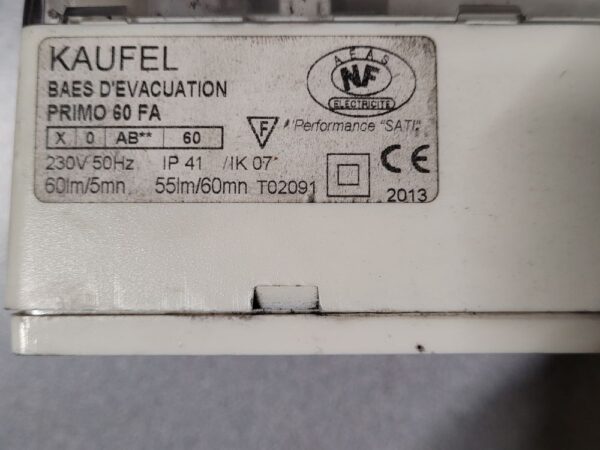 KAUFEL
BAES D'EVACUATION
PRIMO 60 FA
X 0 AB** 60
230V 50Hz IP 41 /IK 07
60lm/5mn 55lm/60mn T02091
AEAS
NF
ELECTRICITE
F
Performance "SATI"
CE
2013